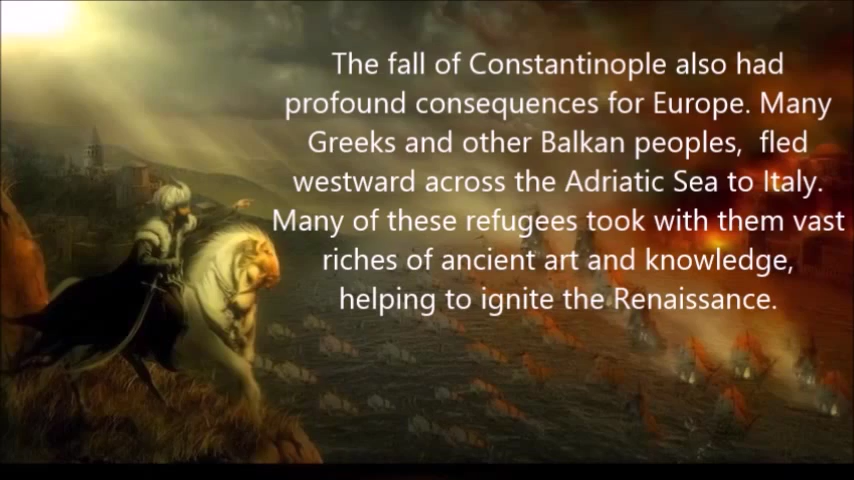 The fall of Constantinople also had
profound consequences for Europe. Many
Greeks and other Balkan peoples,  fled
westward across the Adriatic Sea to Italy.
Many of these refugees took with them vast
riches of ancient art and knowledge,
helping to ignite the Renaissance.